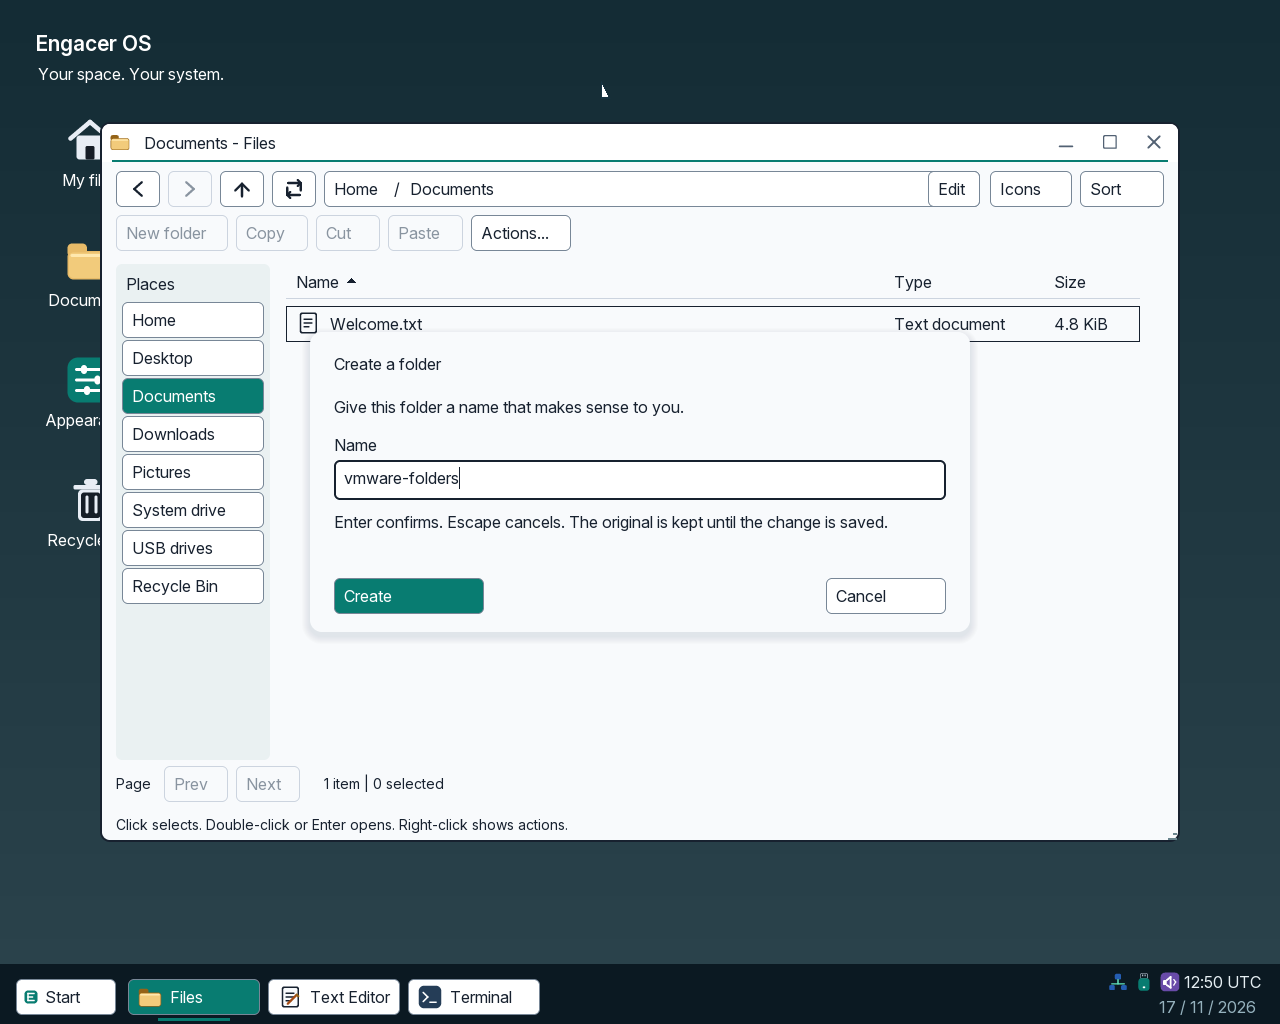 Engacer OS
Your space. Your system.
My fil
Docum
Appeara
Recycle
Documents - Files
Home / Documents Edit Icons Sort
New folder Copy Cut Paste Actions...
Places
Home
Desktop
Documents
Downloads
Pictures
System drive
USB drives
Recycle Bin
Name Type Size
Welcome.txt Text document 4.8 KiB
Create a folder
Give this folder a name that makes sense to you.
Name
vmware-folders
Enter confirms. Escape cancels. The original is kept until the change is saved.
Create Cancel
Page Prev Next 1 item | 0 selected
Click selects. Double-click or Enter opens. Right-click shows actions.
Start Files Text Editor Terminal
12:50 UTC
17 / 11 / 2026